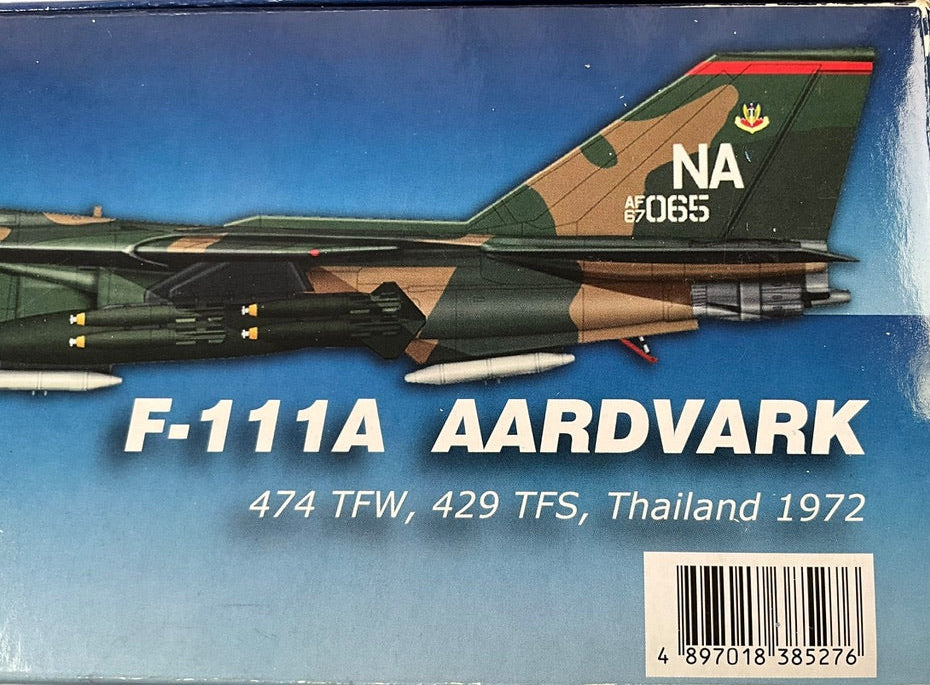 NA
AF
67 065
F-111A AARDVARK
474 TFW, 429 TFS, Thailand 1972
4 897018 385276